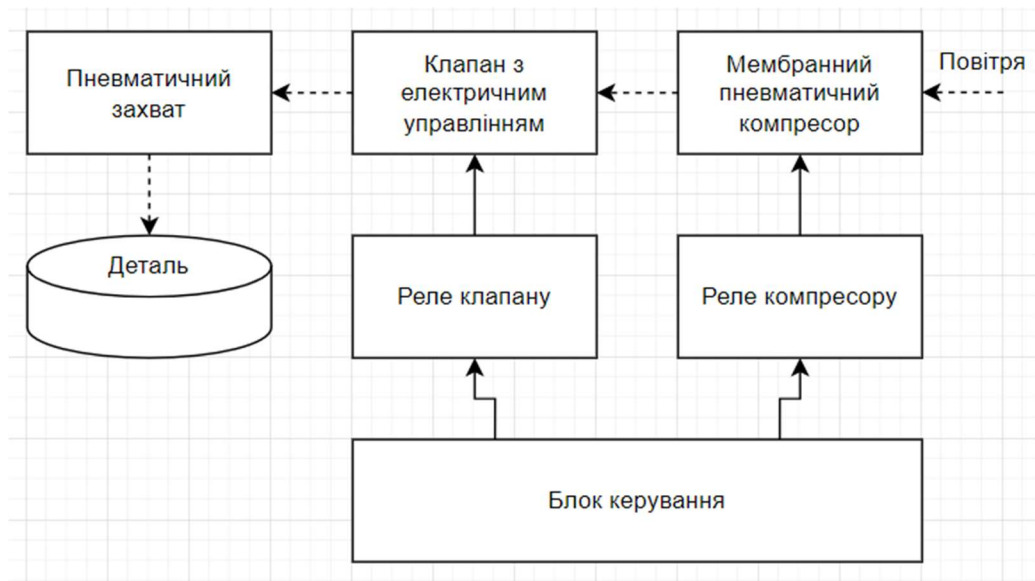 Пневматичний
захват
Клапан з
електричним
управлінням
Мембранний
пневматичний
компресор
Повітря
Деталь
Реле клапану
Реле компресору
Блок керування